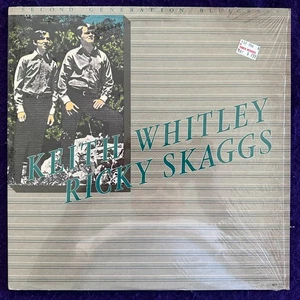 SECOND GENERATION BLUEGRASS
KEITH WHITLEY
RICKY SKAGGS